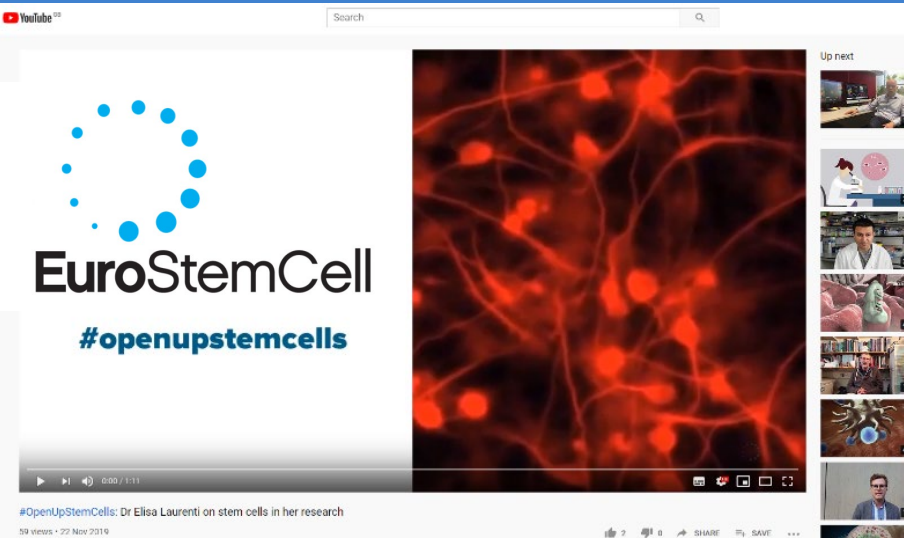 YouTube GB
Search
Up next
EuroStemCell
#openupstemcells
0:00 / 1:11
#OpenUpStemCells: Dr Elisa Laurenti on stem cells in her research
59 views • 22 Nov 2019
2
0
SHARE
SAVE